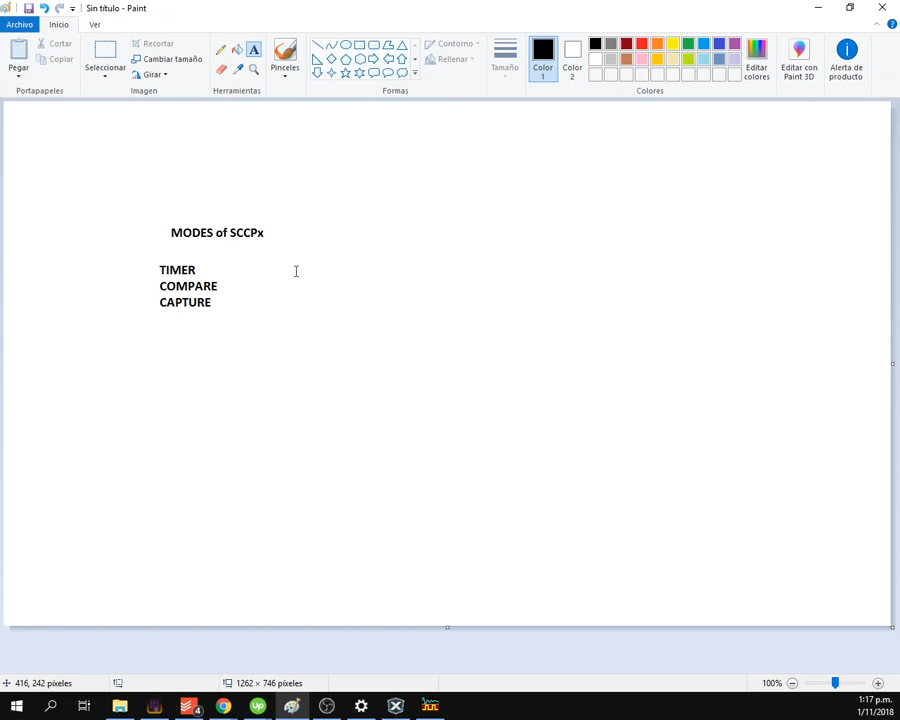 Sin título - Paint
Archivo Inicio Ver
Pegar
Cortar
Copiar
Portapapeles
Seleccionar
Recortar
Cambiar tamaño
Girar
Imagen
A
Herramientas
Pinceles
Contorno
Rellenar
Formas
Tamaño
Color 1
Color 2
Editar colores
Colores
Editar con Paint 3D
Alerta de producto
MODES of SCCPx
TIMER
COMPARE
CAPTURE
416, 242 píxeles
1262 × 746 píxeles
100%
4
up
1:17 p.m.
1/11/2018